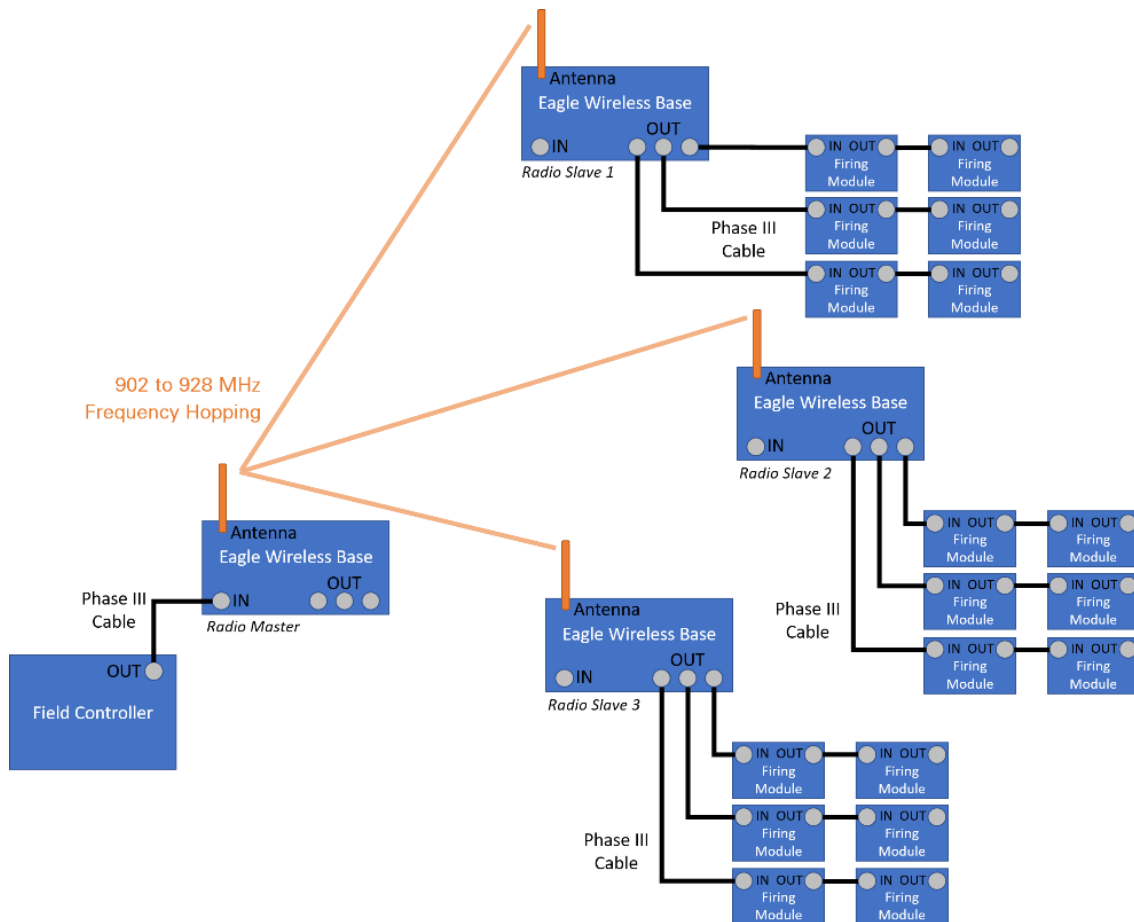 Antenna
Eagle Wireless Base
OUT
IN
Radio Slave 1
IN OUT
Firing
Module
IN OUT
Firing
Module
IN OUT
Firing
Module
IN OUT
Firing
Module
IN OUT
Firing
Module
IN OUT
Firing
Module
Phase III
Cable
902 to 928 MHz
Frequency Hopping
Antenna
Eagle Wireless Base
OUT
IN
Radio Slave 2
IN OUT
Firing
Module
IN OUT
Firing
Module
IN OUT
Firing
Module
IN OUT
Firing
Module
IN OUT
Firing
Module
IN OUT
Firing
Module
Phase III
Cable
Antenna
Eagle Wireless Base
OUT
IN
Radio Master
Phase III
Cable
OUT
Field Controller
Antenna
Eagle Wireless Base
OUT
IN
Radio Slave 3
IN OUT
Firing
Module
IN OUT
Firing
Module
IN OUT
Firing
Module
IN OUT
Firing
Module
IN OUT
Firing
Module
IN OUT
Firing
Module
Phase III
Cable